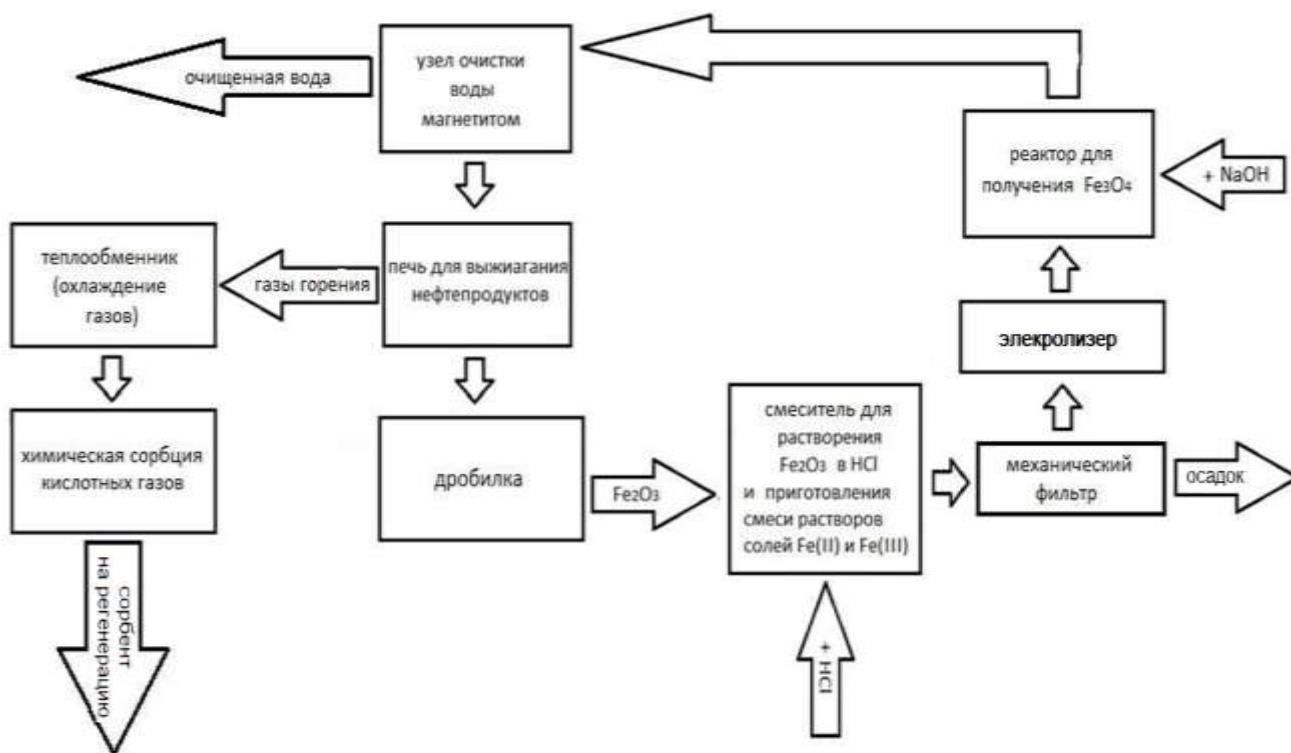 очищенная вода
узел очистки
воды
магнетитом
реактор для
получения Fe₃O₄
+ NaOH
теплообменник
(охлаждение
газов)
газы горения
печь для выжиагания
нефтепродуктов
элекролизер
химическая сорбция
кислотных газов
дробилка
Fe₂O₃
смеситель для
растворения
Fe₂O₃ в HCl
и приготовления
смеси растворов
солей Fe(II) и Fe(III)
механический
фильтр
осадок
сорбент
на регенерацию
+ HCl